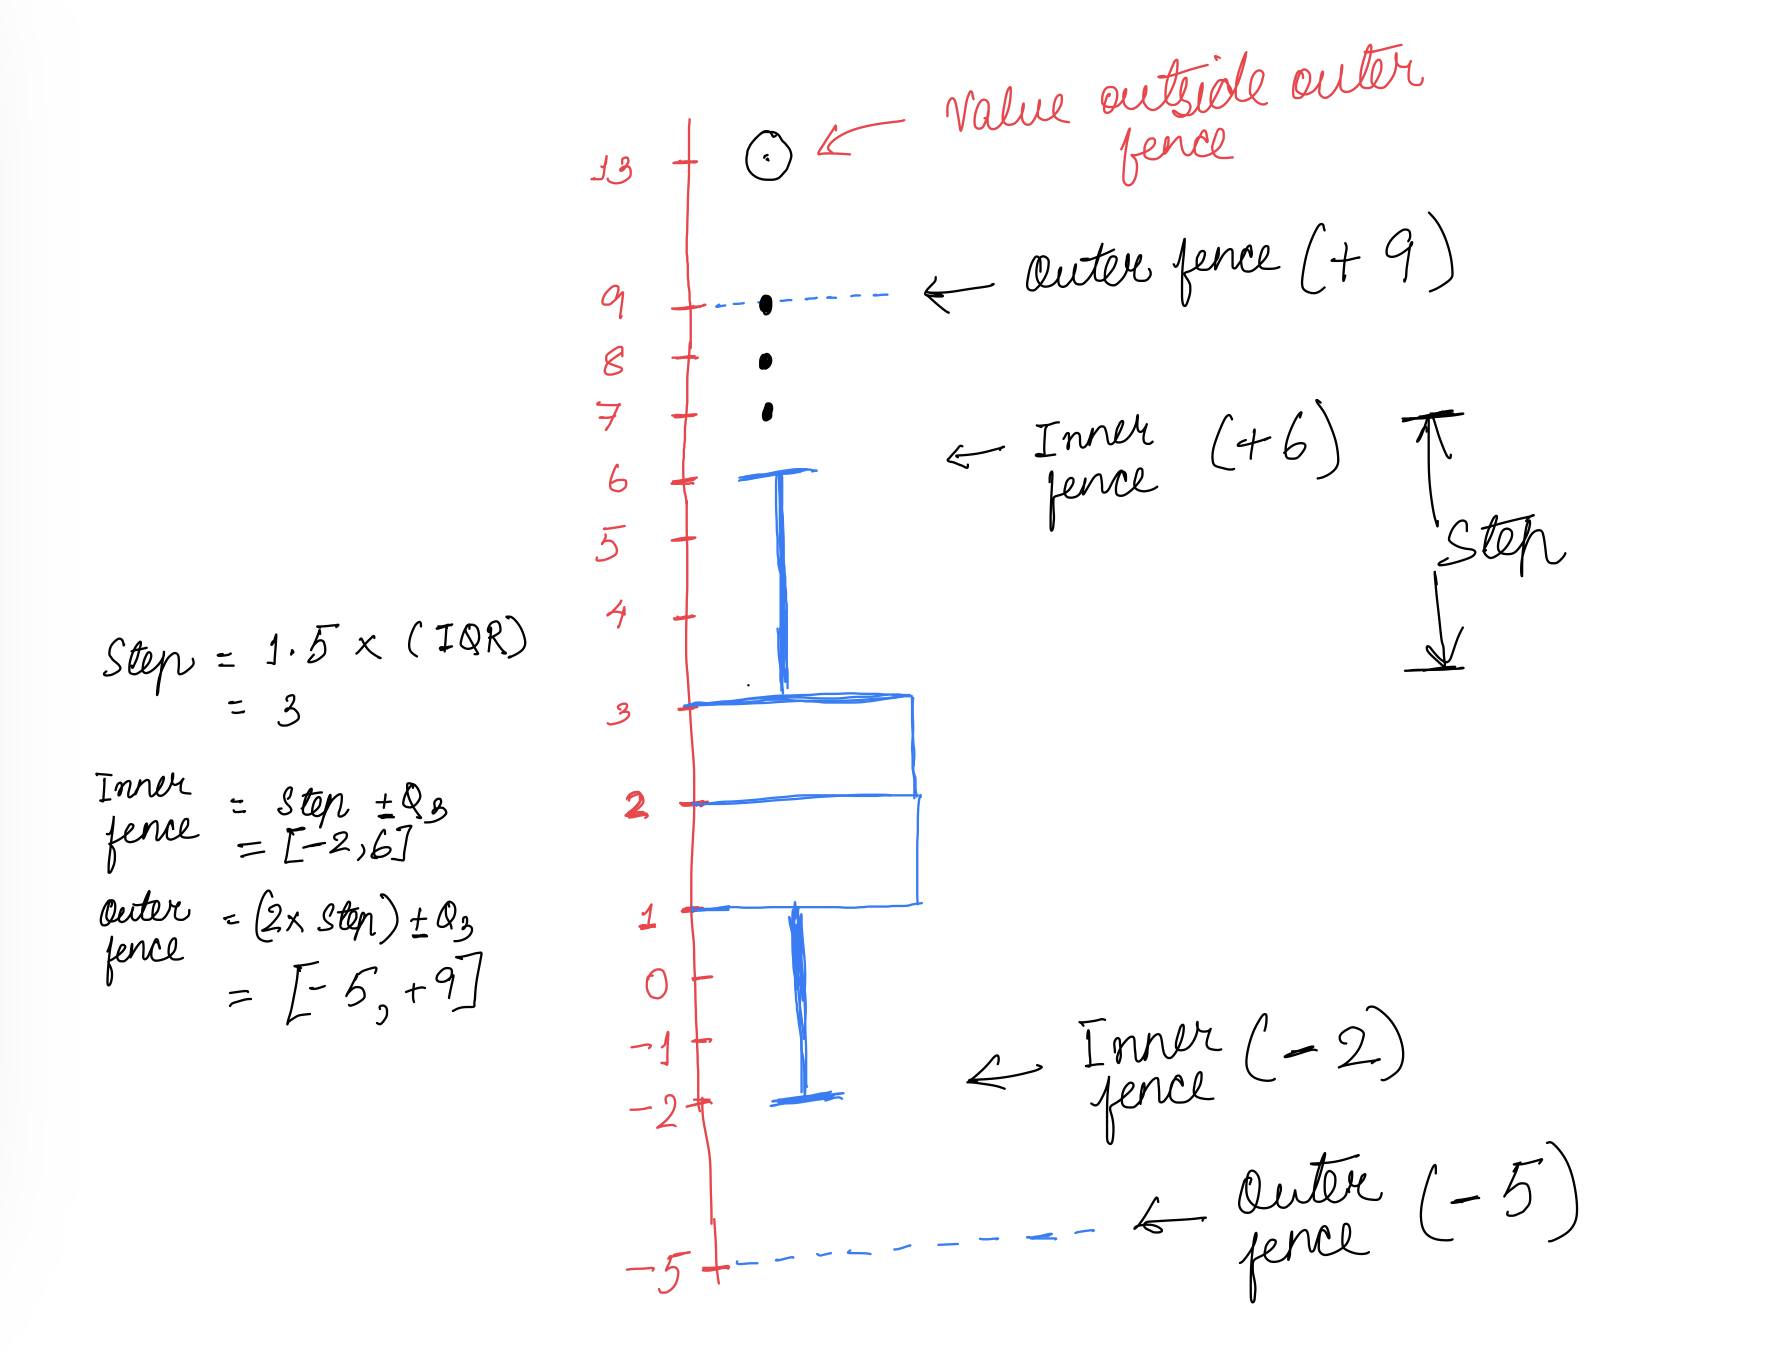 Value outside outer
fence
13
Outer fence (+ 9)
9
8
7
Inner (+6)
fence
6
5
Step
4
Step = 1.5 × (IQR)
= 3
3
Inner
fence = Step ± Q3
= [-2,6]
2
Outer
fence = (2× Step) ± Q3
= [- 5, +9]
1
0
-1
Inner (- 2)
fence
-2
Outer (- 5)
fence
-5